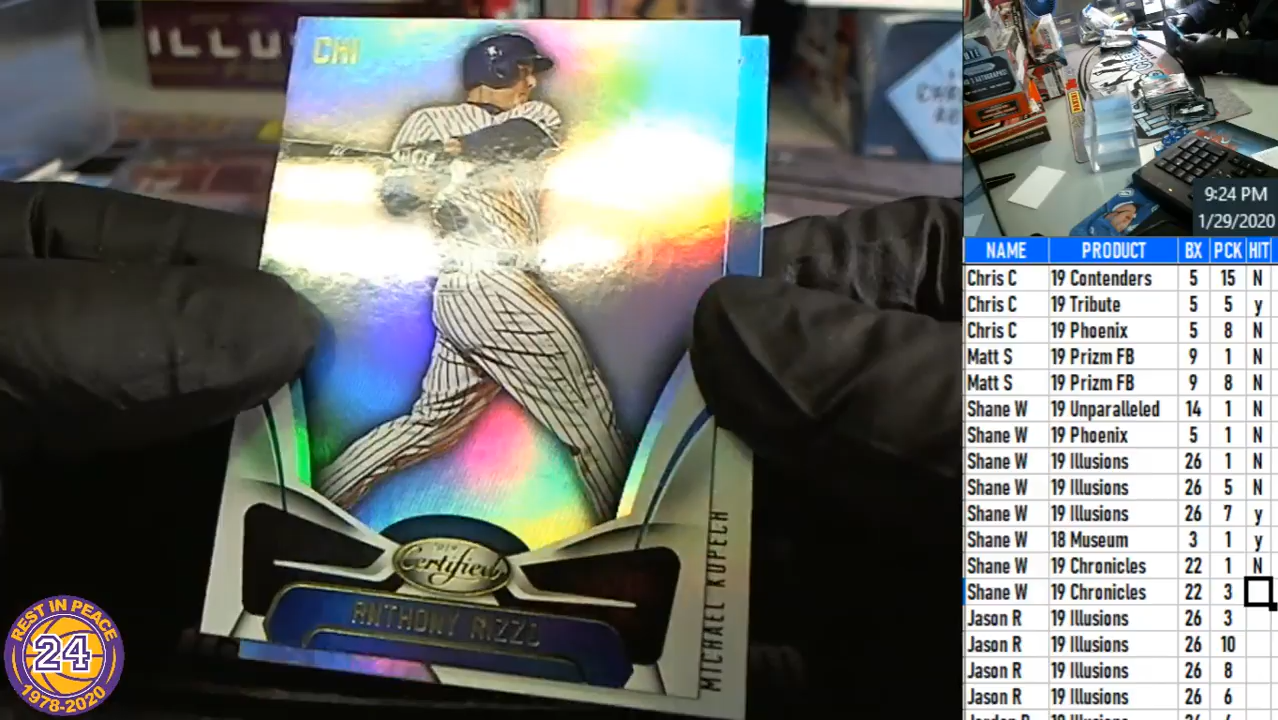 ILLU
CHI
2019
Certified
ANTHONY RIZZO
MICHAEL KOPECH
REST IN PEACE
24
1978-2020
9:24 PM
1/29/2020
NAME PRODUCT BX PCK HIT
Chris C 19 Contenders 5 15 N
Chris C 19 Tribute 5 5 y
Chris C 19 Phoenix 5 8 N
Matt S 19 Prizm FB 9 1 N
Matt S 19 Prizm FB 9 8 N
Shane W 19 Unparalleled 14 1 N
Shane W 19 Phoenix 5 1 N
Shane W 19 Illusions 26 1 N
Shane W 19 Illusions 26 5 N
Shane W 19 Illusions 26 7 y
Shane W 18 Museum 3 1 y
Shane W 19 Chronicles 22 1 N
Shane W 19 Chronicles 22 3
Jason R 19 Illusions 26 3
Jason R 19 Illusions 26 10
Jason R 19 Illusions 26 8
Jason R 19 Illusions 26 6